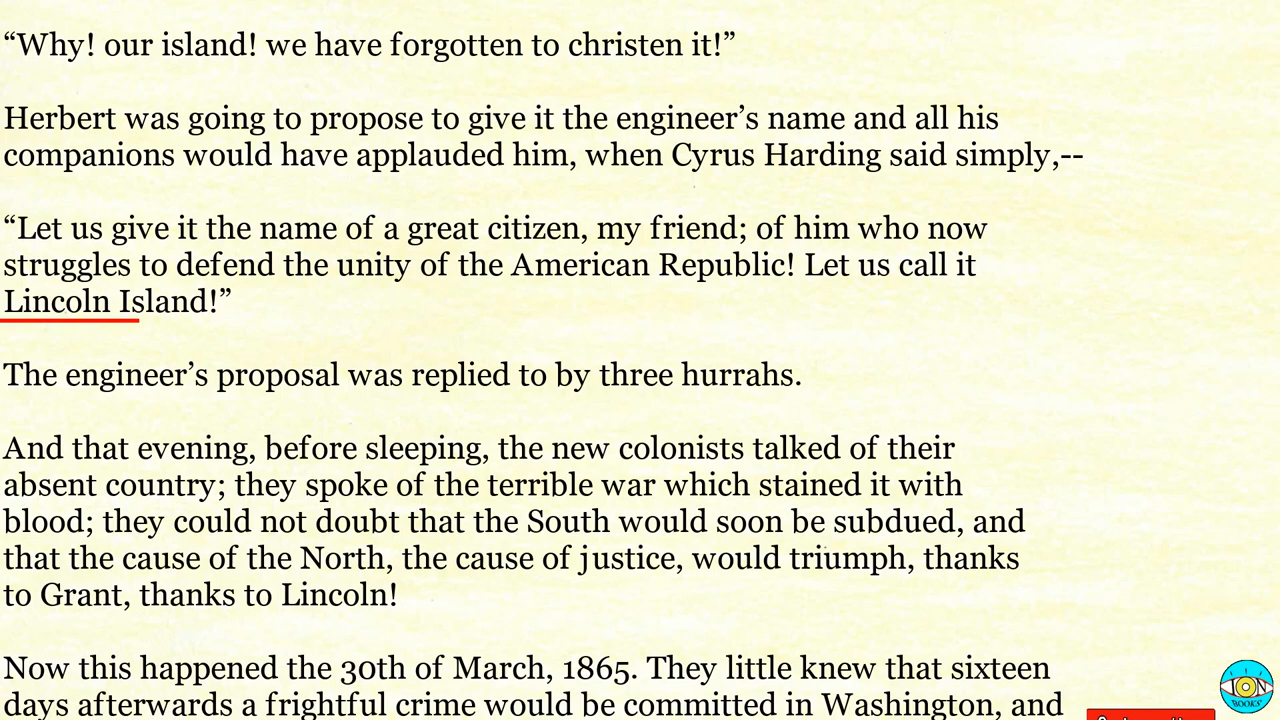 “Why! our island! we have forgotten to christen it!”
Herbert was going to propose to give it the engineer’s name and all his
companions would have applauded him, when Cyrus Harding said simply,--
“Let us give it the name of a great citizen, my friend; of him who now
struggles to defend the unity of the American Republic! Let us call it
Lincoln Island!”
The engineer’s proposal was replied to by three hurrahs.
And that evening, before sleeping, the new colonists talked of their
absent country; they spoke of the terrible war which stained it with
blood; they could not doubt that the South would soon be subdued, and
that the cause of the North, the cause of justice, would triumph, thanks
to Grant, thanks to Lincoln!
Now this happened the 30th of March, 1865. They little knew that sixteen
days afterwards a frightful crime would be committed in Washington, and
ION
BOOKS